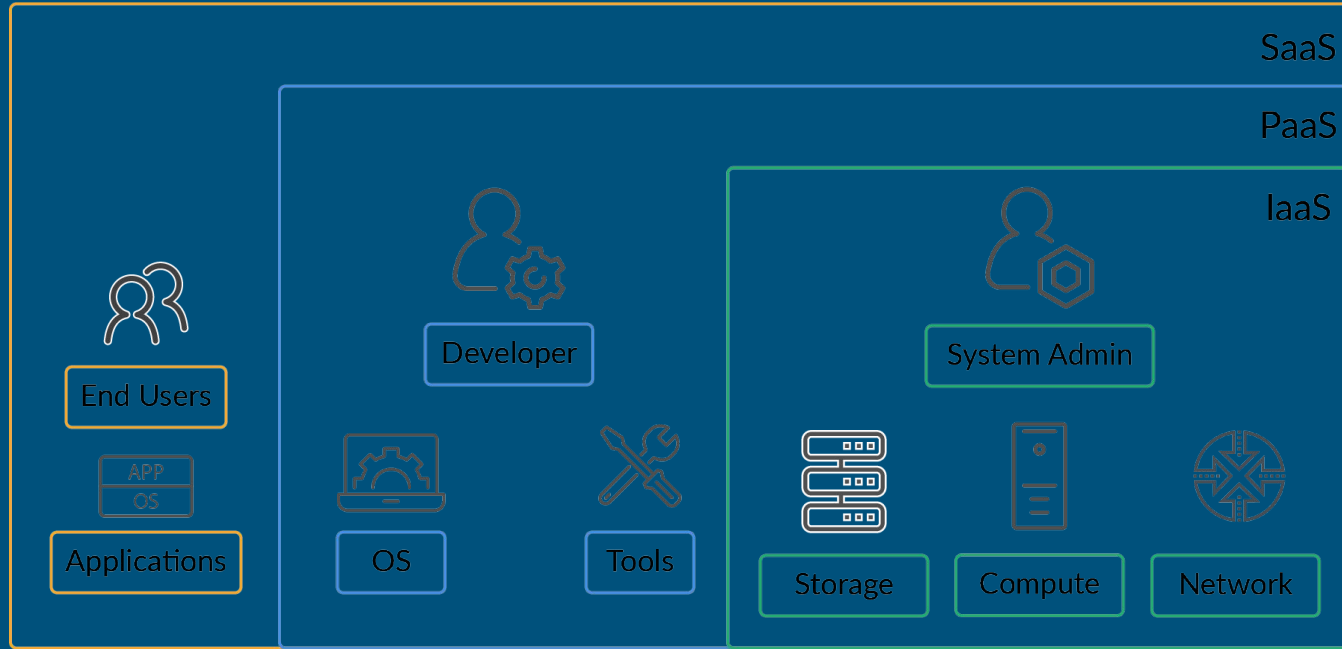 SaaS
PaaS
IaaS
Developer
System Admin
End Users
APP
OS
Applications
OS
Tools
Storage
Compute
Network